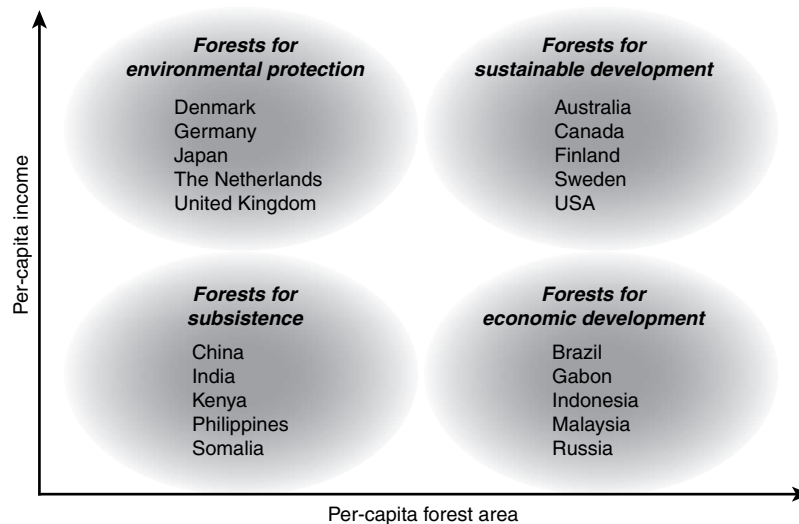 Per-capita income
Forests for
environmental protection
Denmark
Germany
Japan
The Netherlands
United Kingdom
Forests for
sustainable development
Australia
Canada
Finland
Sweden
USA
Forests for
subsistence
China
India
Kenya
Philippines
Somalia
Forests for
economic development
Brazil
Gabon
Indonesia
Malaysia
Russia
Per-capita forest area